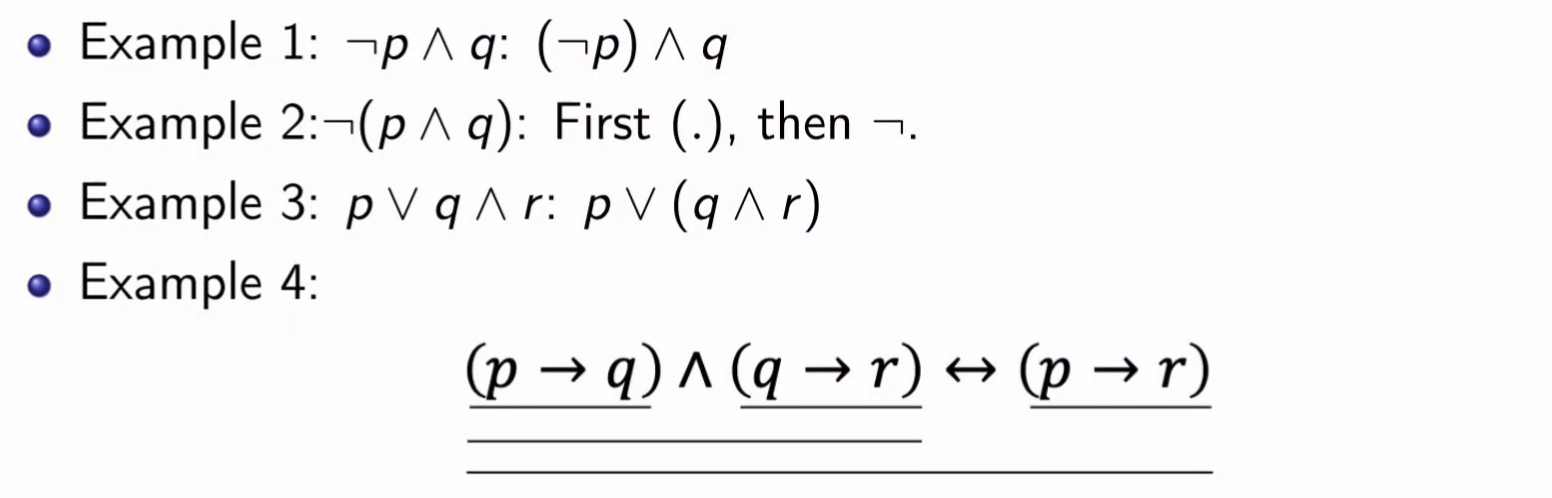 • Example 1: ¬p ∧ q: (¬p) ∧ q
• Example 2:¬(p ∧ q): First (.), then ¬.
• Example 3: p ∨ q ∧ r: p ∨ (q ∧ r)
• Example 4:
(p → q) ∧ (q → r) ↔ (p → r)